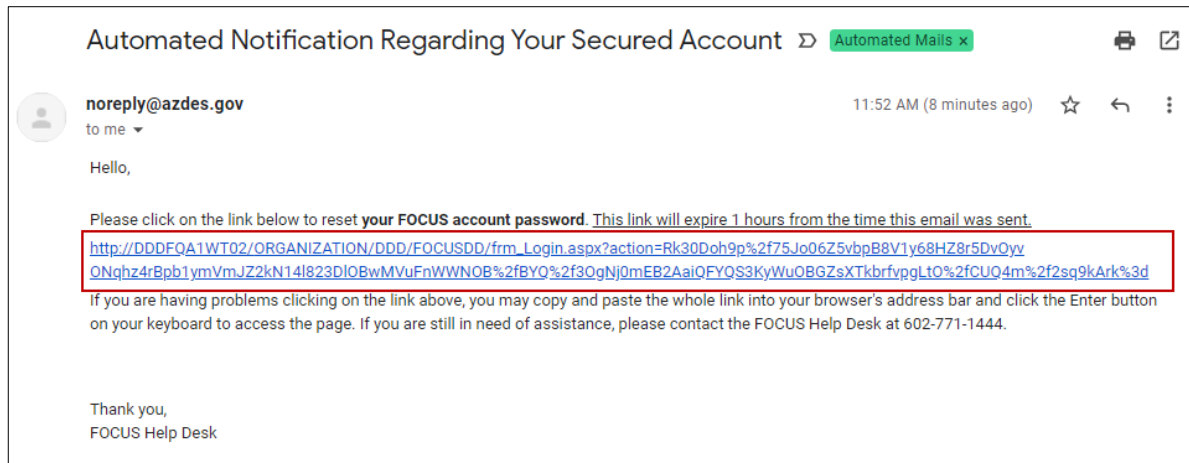 Automated Notification Regarding Your Secured Account Automated Mails x
noreply@azdes.gov 11:52 AM (8 minutes ago)
to me
Hello,
Please click on the link below to reset your FOCUS account password. This link will expire 1 hours from the time this email was sent.
http://DDDFQA1WT02/ORGANIZATION/DDD/FOCUSDD/frm_Login.aspx?action=Rk30Doh9p%2f75Jo06Z5vbpB8V1y68HZ8r5DvOyv
ONqhz4rBpb1ymVmJZ2kN14l823DlOBwMVuFnWWNOB%2fBYQ%2f3OgNj0mEB2AaiQFYQS3KyWuOBGZsXTkbrfvpgLtO%2fCUQ4m%2f2sq9kArk%3d
If you are having problems clicking on the link above, you may copy and paste the whole link into your browser's address bar and click the Enter button
on your keyboard to access the page. If you are still in need of assistance, please contact the FOCUS Help Desk at 602-771-1444.
Thank you,
FOCUS Help Desk